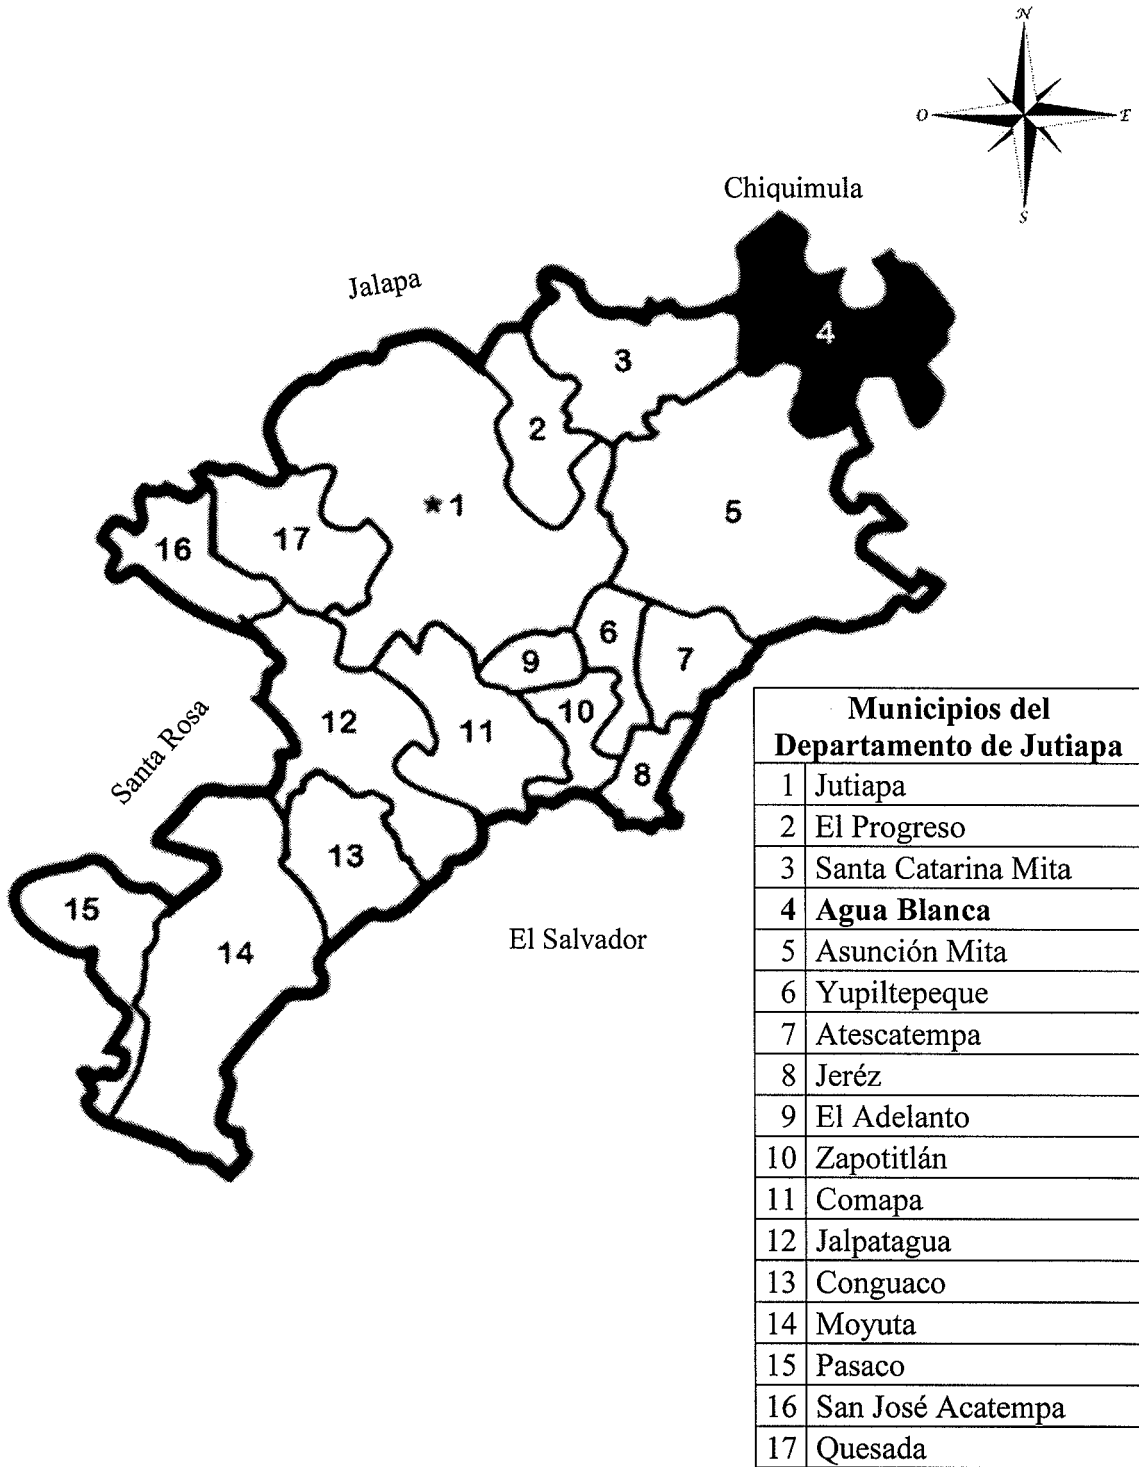 N
O
E
S
Chiquimula
Jalapa
4
3
2
★1
5
17
16
6
9
7
10
12
11
Santa Rosa
8
13
15
14
El Salvador
Municipios del
Departamento de Jutiapa
1 Jutiapa
2 El Progreso
3 Santa Catarina Mita
4 Agua Blanca
5 Asunción Mita
6 Yupiltepeque
7 Atescatempa
8 Jeréz
9 El Adelanto
10 Zapotitlán
11 Comapa
12 Jalpatagua
13 Conguaco
14 Moyuta
15 Pasaco
16 San José Acatempa
17 Quesada